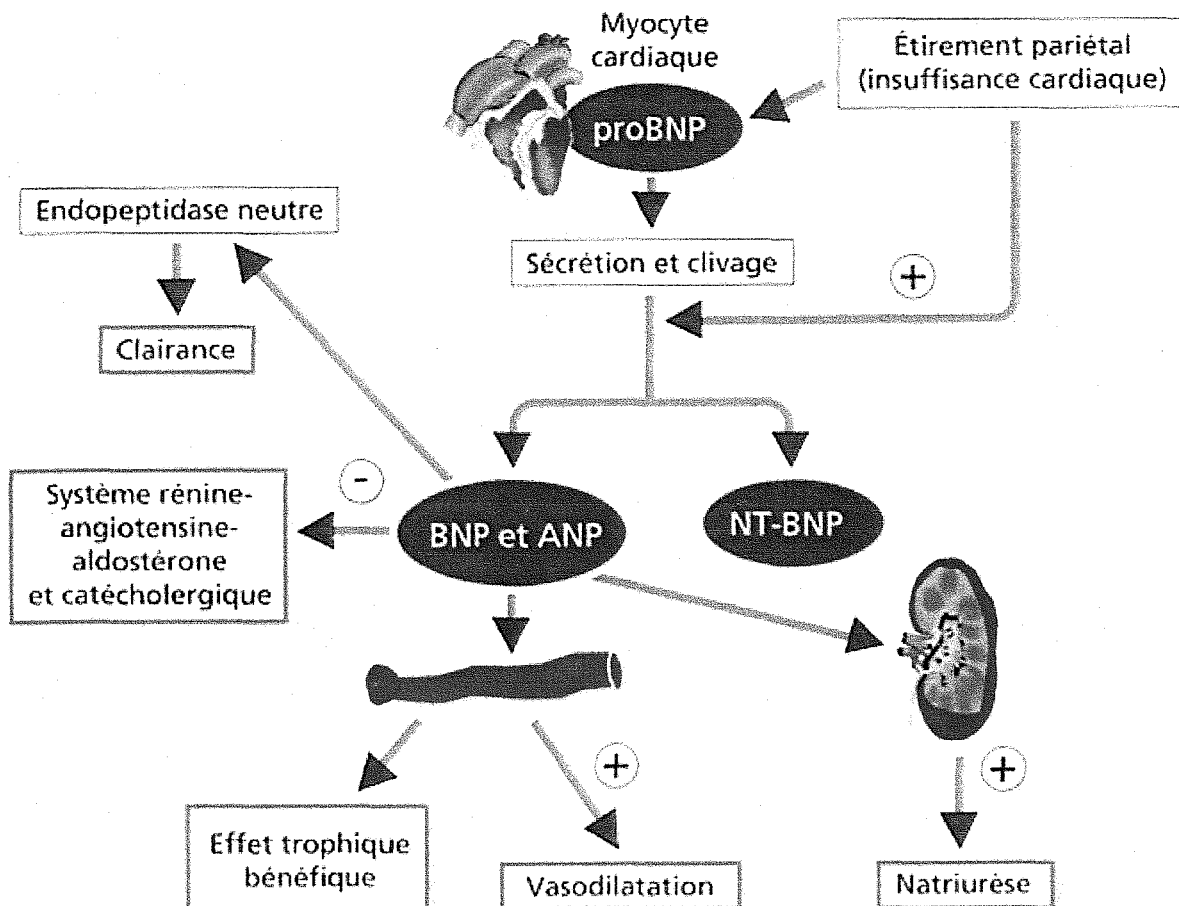 Myocyte
cardiaque
Étirement pariétal
(insuffisance cardiaque)
proBNP
Endopeptidase neutre
Sécrétion et clivage
+
Clairance
-
Système rénine-
angiotensine-
aldostérone
et catécholergique
BNP et ANP
NT-BNP
+
+
Effet trophique
bénéfique
Vasodilatation
Natriurèse